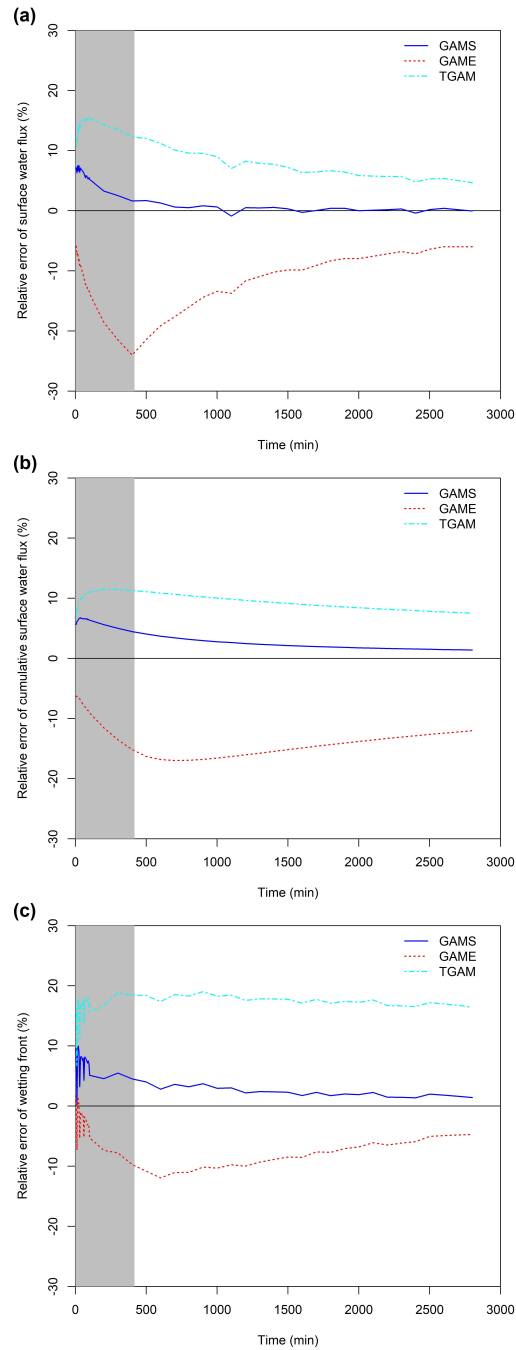 (a)
GAMS
GAME
TGAM
Relative error of surface water flux (%)
30
20
10
0
-10
-20
-30
0 500 1000 1500 2000 2500 3000
Time (min)
(b)
GAMS
GAME
TGAM
Relative error of cumulative surface water flux (%)
30
20
10
0
-10
-20
-30
0 500 1000 1500 2000 2500 3000
Time (min)
(c)
GAMS
GAME
TGAM
Relative error of wetting front (%)
30
20
10
0
-10
-20
-30
0 500 1000 1500 2000 2500 3000
Time (min)